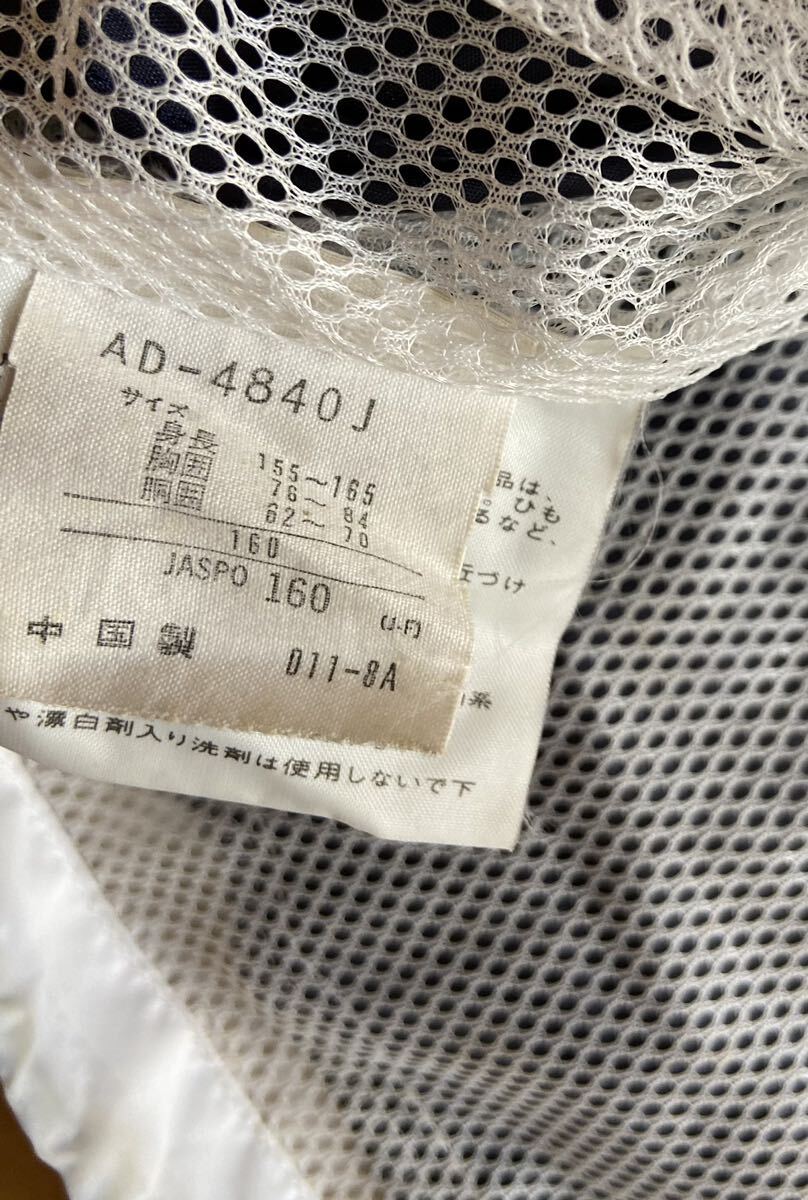 AD-4840J
サイズ
身長 155～165
胸囲 76～84
胴囲 62～70
160
JASPO 160
(J-F)
中国製 D11-8A
品は、
。ひも
るなど、
近づけ
系
や漂白剤入り洗剤は使用しないで下